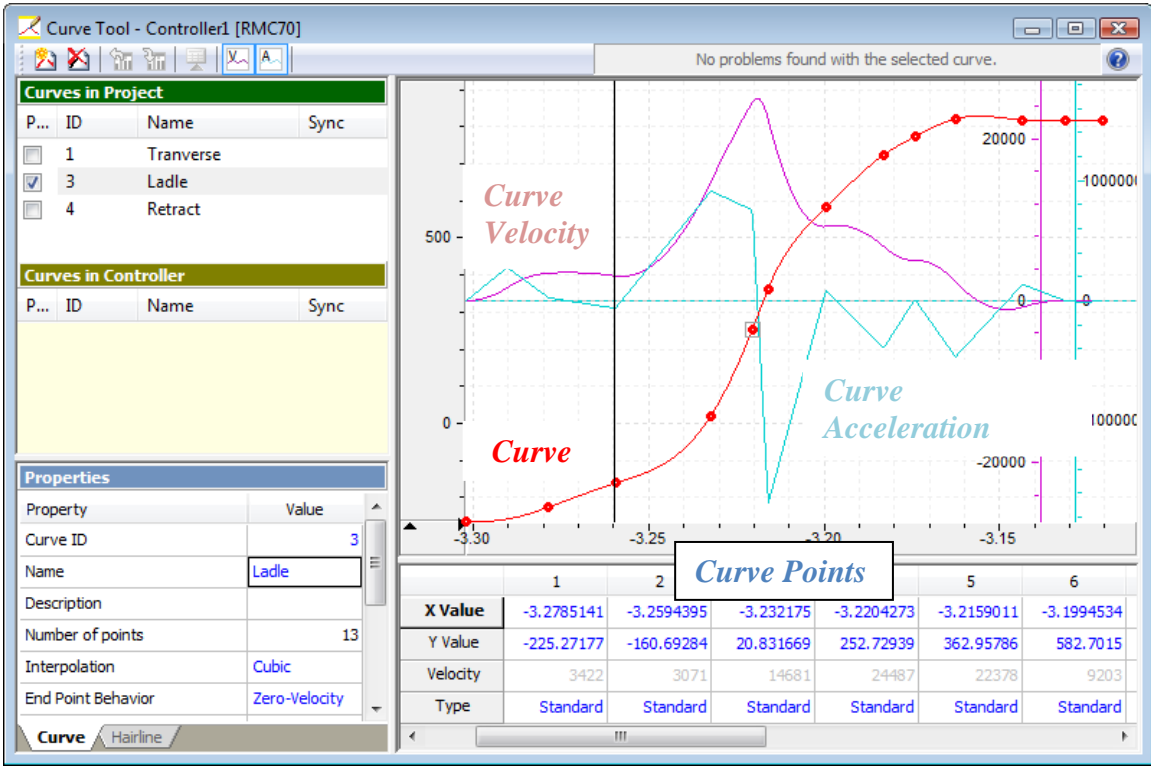 Curve Tool - Controller1 [RMC70]
No problems found with the selected curve.
Curves in Project
P... ID Name Sync
1 Tranverse
3 Ladle
4 Retract
Curves in Controller
P... ID Name Sync
Properties
Property Value
Curve ID 3
Name Ladle
Description
Number of points 13
Interpolation Cubic
End Point Behavior Zero-Velocity
Curve Hairline
20000
Curve
Velocity
500
0 0
Curve
Acceleration
0
Curve
-20000
-3.30 -3.25 -3.20 -3.15
Curve Points
1 2 5 6
X Value -3.2785141 -3.2594395 -3.232175 -3.2204273 -3.2159011 -3.1994534
Y Value -225.27177 -160.69284 20.831669 252.72939 362.95786 582.7015
Velocity 3422 3071 14681 24487 22378 9203
Type Standard Standard Standard Standard Standard Standard